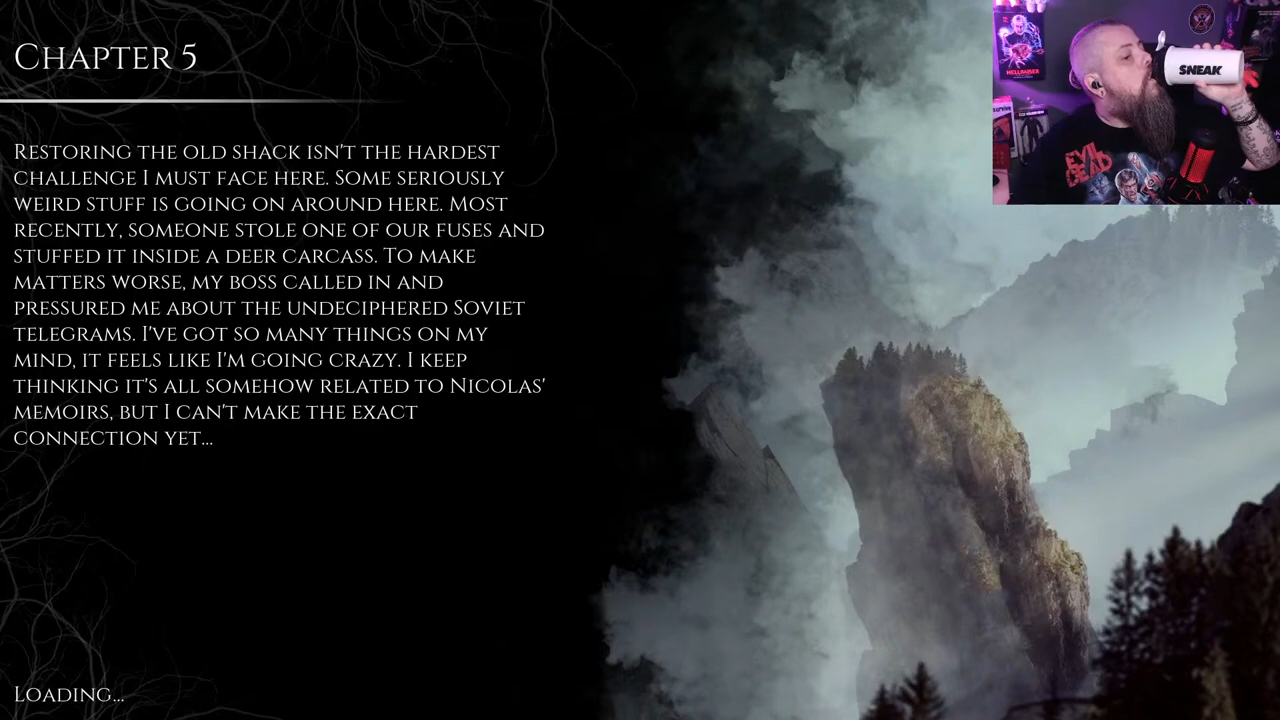 Chapter 5
Restoring the old shack isn't the hardest
challenge I must face here. Some seriously
weird stuff is going on around here. Most
recently, someone stole one of our fuses and
stuffed it inside a deer carcass. To make
matters worse, my boss called in and
pressured me about the undeciphered Soviet
telegrams. I've got so many things on my
mind, it feels like I'm going crazy. I keep
thinking it's all somehow related to Nicolas'
memoirs, but I can't make the exact
connection yet...
Loading...
HELLRAISER
SNEAK
EVIL
DEAD